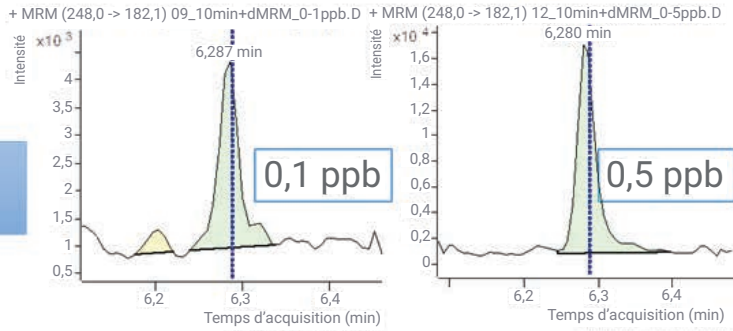 + MRM (248,0 -> 182,1) 09_10min+dMRM_0-1ppb.D
Intensité
x10 3
6,287 min
4
3,5
3
2,5
2
1,5
1
0,5
0,1 ppb
6,2 6,3 6,4
Temps d'acquisition (min)
+ MRM (248,0 -> 182,1) 12_10min+dMRM_0-5ppb.D
Intensité
x10 4
6,280 min
1,6
1,4
1,2
1
0,8
0,6
0,4
0,2
0
0,5 ppb
6,2 6,3 6,4
Temps d'acquisition (min)